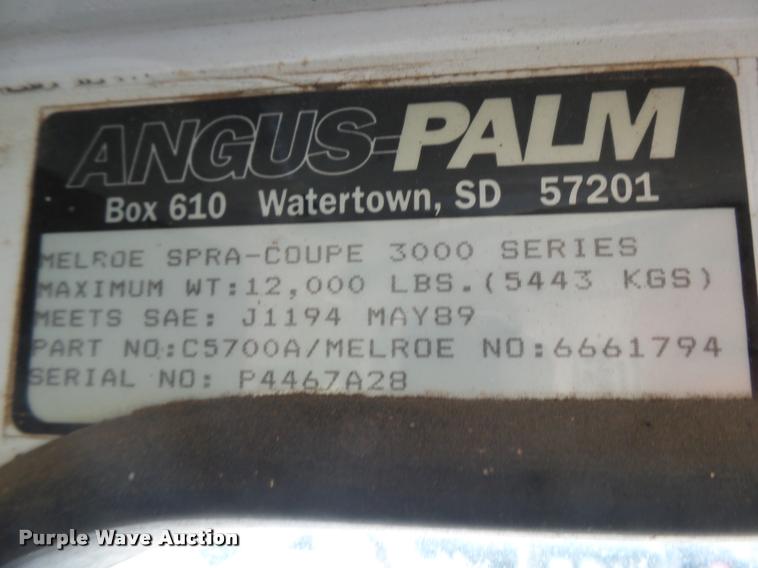 ANGUS-PALM
Box 610 Watertown, SD 57201
MELROE SPRA-COUPE 3000 SERIES
MAXIMUM WT:12,000 LBS.(5443 KGS)
MEETS SAE: J1194 MAY89
PART NO:C5700A/MELROE NO:6661794
SERIAL NO: P4467A28
Purple Wave Auction